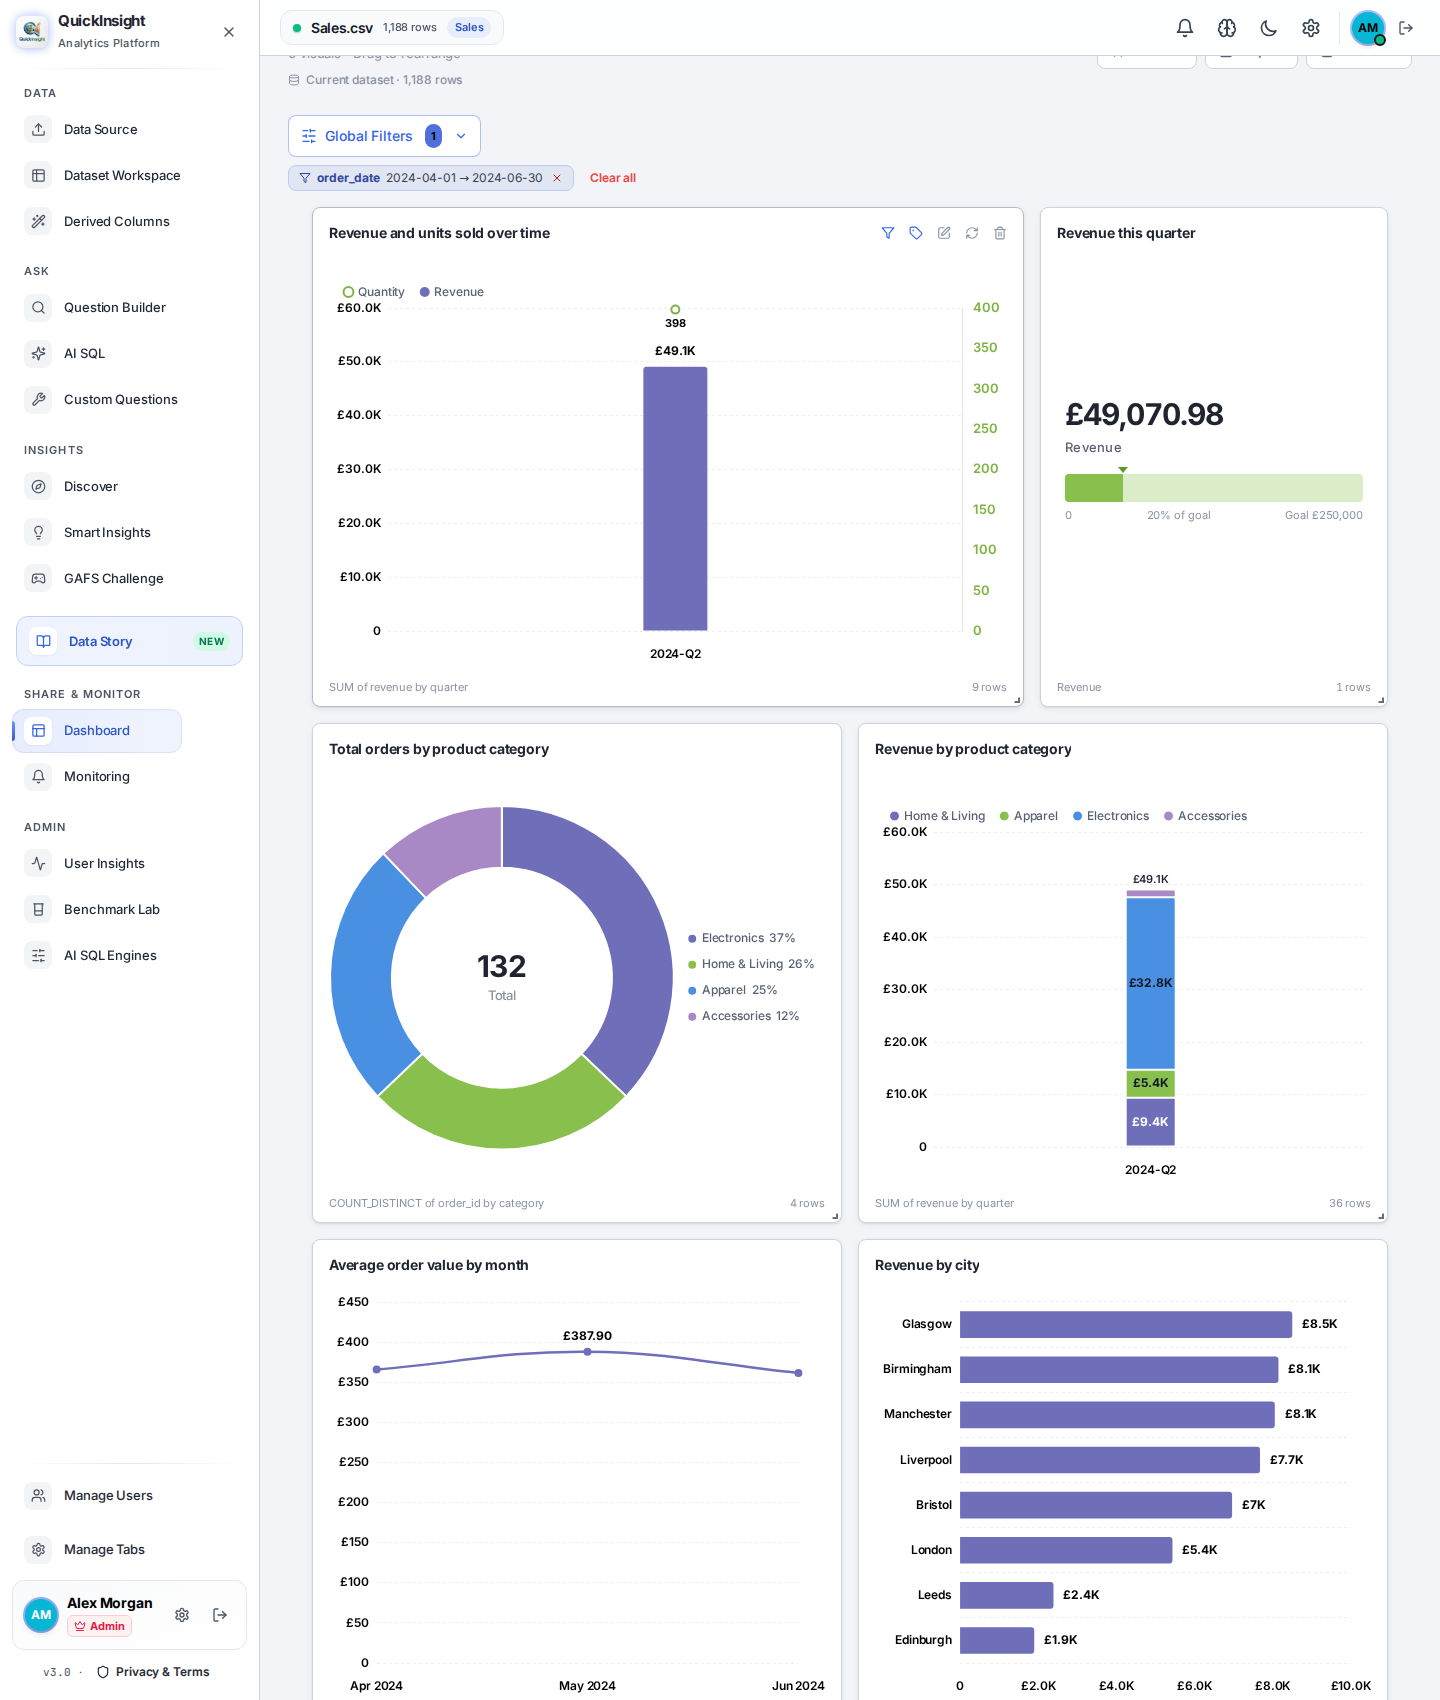 QuickInsight
Analytics Platform
DATA
Data Source
Dataset Workspace
Derived Columns
ASK
Question Builder
AI SQL
Custom Questions
INSIGHTS
Discover
Smart Insights
GAFS Challenge
Data Story NEW
SHARE & MONITOR
Dashboard
Monitoring
ADMIN
User Insights
Benchmark Lab
AI SQL Engines
Manage Users
Manage Tabs
AM Alex Morgan
Admin
v3.0 · Privacy & Terms
Sales.csv 1,188 rows Sales
AM
Current dataset · 1,188 rows
Global Filters 1
order_date 2024-04-01 → 2024-06-30 Clear all
Revenue and units sold over time
Quantity Revenue
£60.0K
£50.0K
£40.0K
£30.0K
£20.0K
£10.0K
0
398
£49.1K
400
350
300
250
200
150
100
50
0
2024-Q2
SUM of revenue by quarter 9 rows
Revenue this quarter
£49,070.98
Revenue
0 20% of goal Goal £250,000
Revenue 1 rows
Total orders by product category
132
Total
Electronics 37%
Home & Living 26%
Apparel 25%
Accessories 12%
COUNT_DISTINCT of order_id by category 4 rows
Revenue by product category
Home & Living Apparel Electronics Accessories
£60.0K
£50.0K
£40.0K
£30.0K
£20.0K
£10.0K
0
£49.1K
£32.8K
£5.4K
£9.4K
2024-Q2
SUM of revenue by quarter 36 rows
Average order value by month
£450
£400
£350
£300
£250
£200
£150
£100
£50
0
£387.90
Apr 2024 May 2024 Jun 2024
Revenue by city
Glasgow £8.5K
Birmingham £8.1K
Manchester £8.1K
Liverpool £7.7K
Bristol £7K
London £5.4K
Leeds £2.4K
Edinburgh £1.9K
0 £2.0K £4.0K £6.0K £8.0K £10.0K